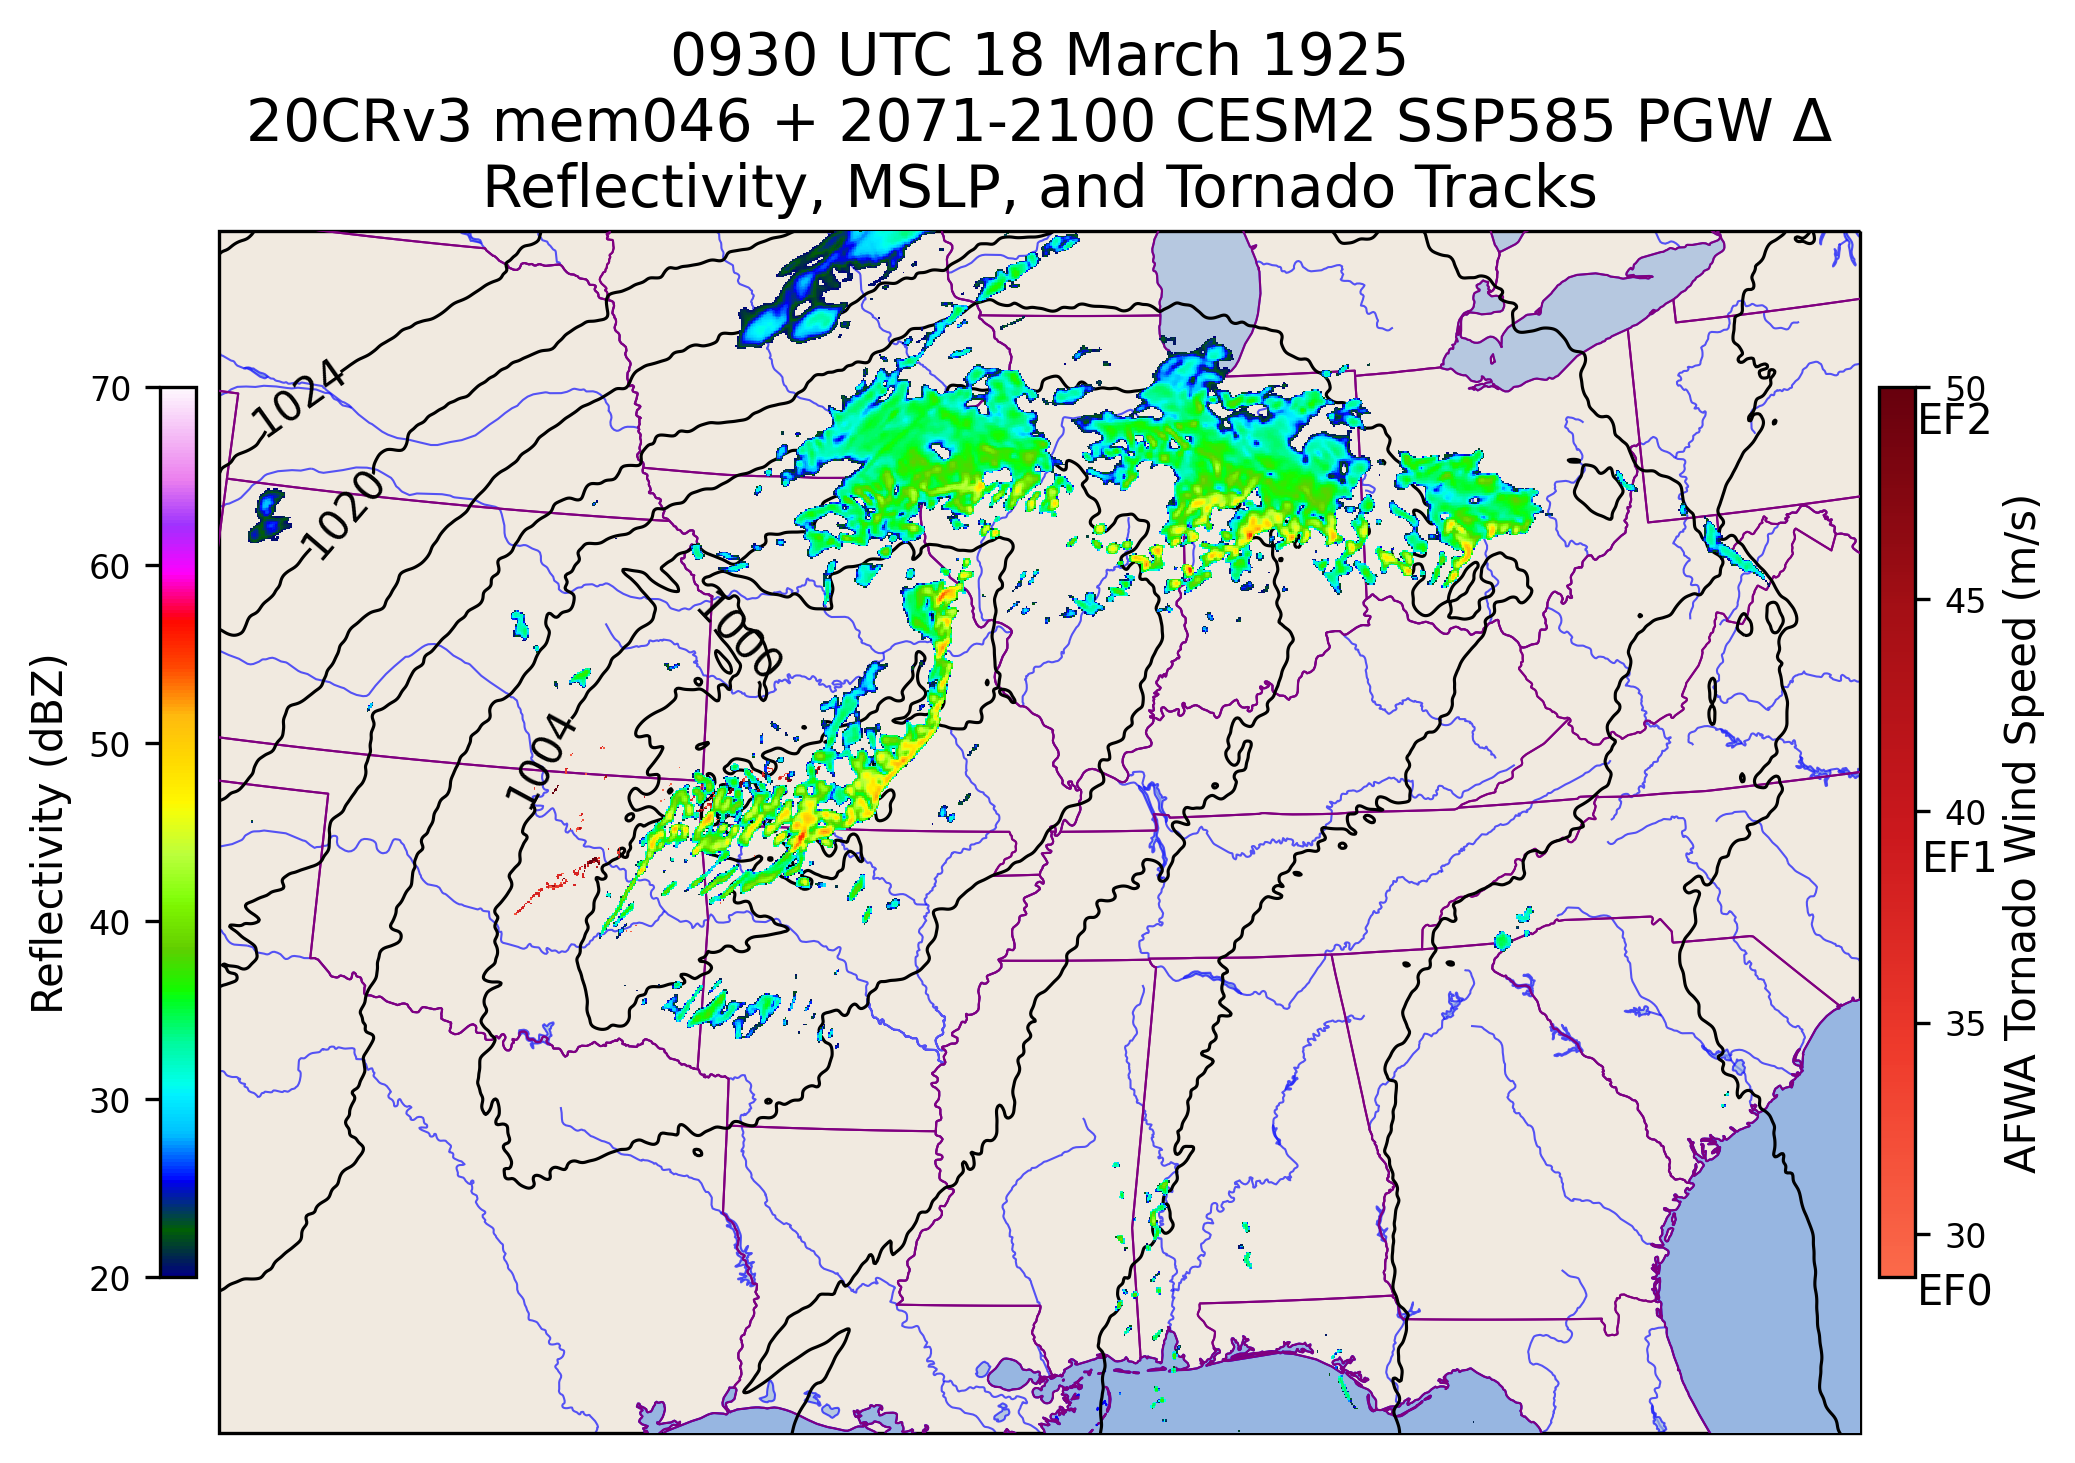 0930 UTC 18 March 1925
20CRv3 mem046 + 2071-2100 CESM2 SSP585 PGW Δ
Reflectivity, MSLP, and Tornado Tracks
Reflectivity (dBZ)
70
60
50
40
30
20
1024
1020
1004
1000
50
EF2
45
40
EF1
35
30
EF0
AFWA Tornado Wind Speed (m/s)